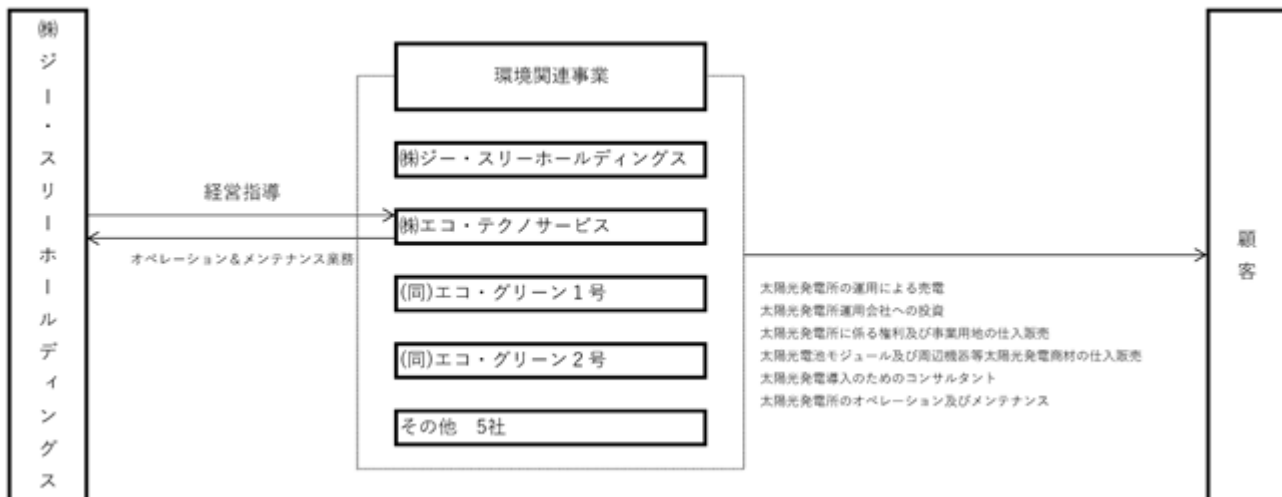 ㈱ジー・スリーホールディングス
環境関連事業
㈱ジー・スリーホールディングス
経営指導
㈱エコ・テクノサービス
オペレーション&メンテナンス業務
(同)エコ・グリーン1号
(同)エコ・グリーン2号
その他 5社
太陽光発電所の運用による売電
太陽光発電所運用会社への投資
太陽光発電所に係る権利及び事業用地の仕入販売
太陽光電池モジュール及び周辺機器等太陽光発電商材の仕入販売
太陽光発電導入のためのコンサルタント
太陽光発電所のオペレーション及びメンテナンス
顧客